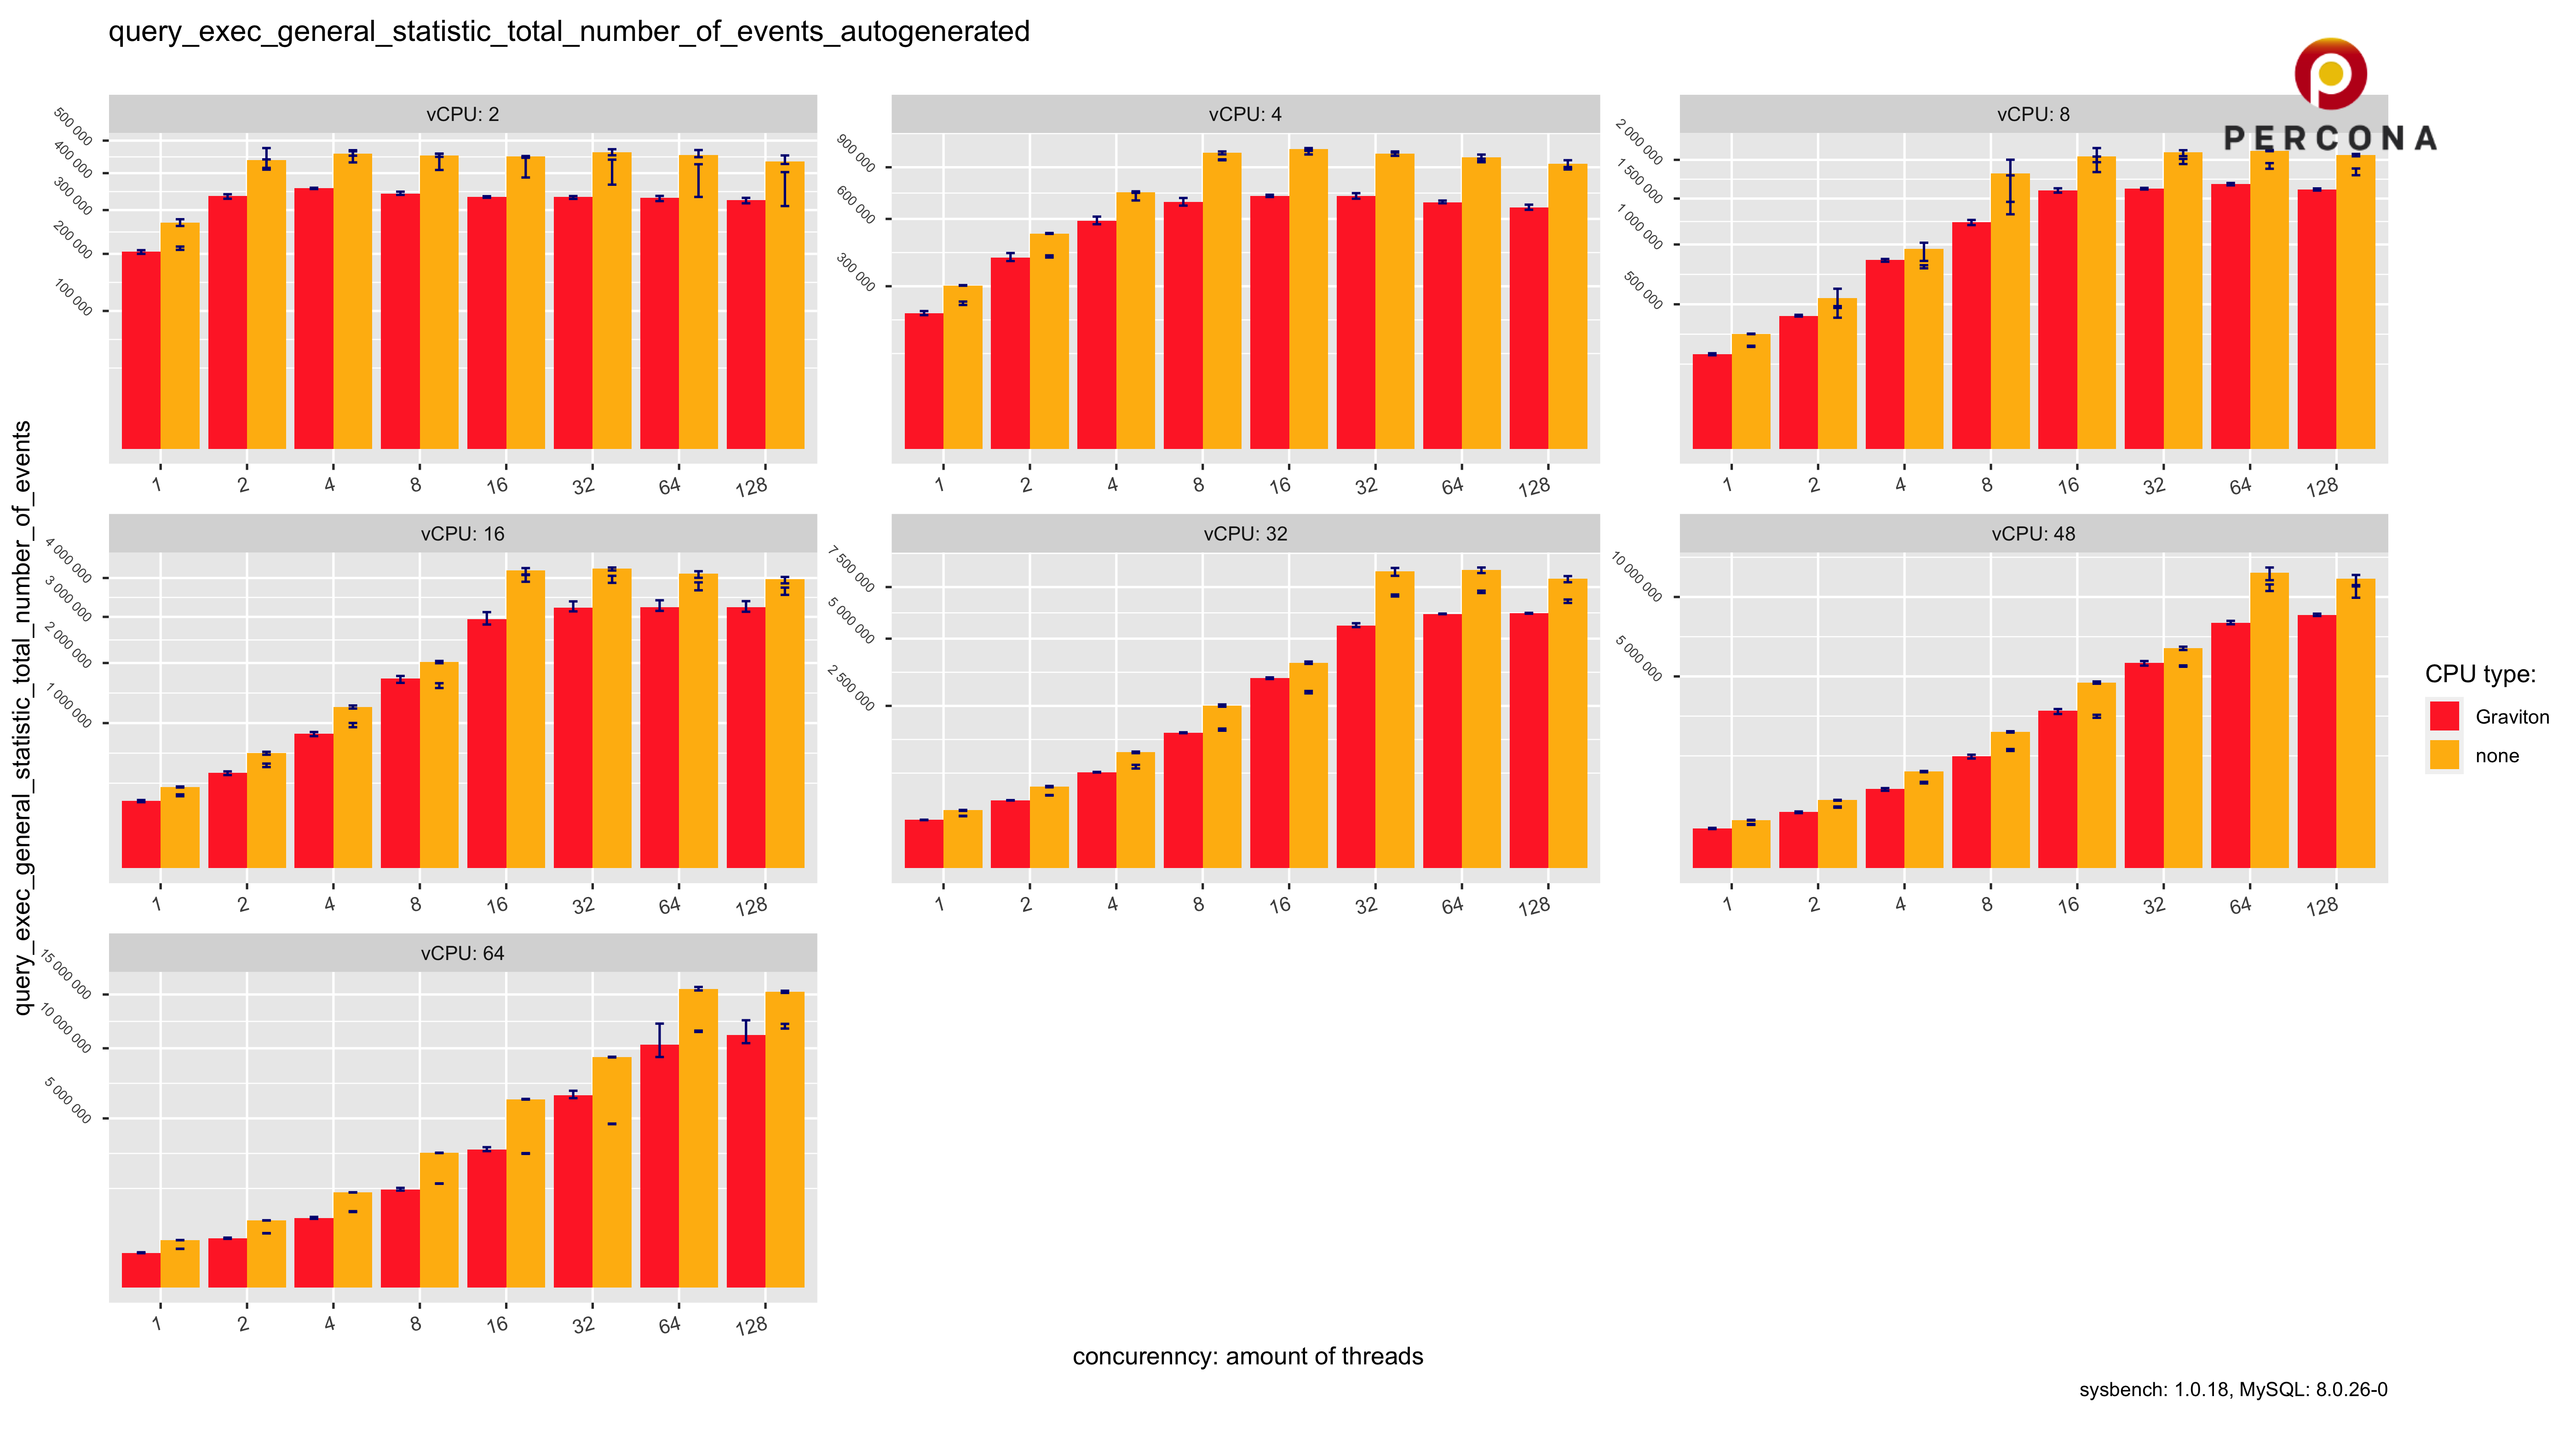 query_exec_general_statistic_total_number_of_events_autogenerated
PERCONA
query_exec_general_statistic_total_number_of_events
vCPU: 2
500 000
400 000
300 000
200 000
100 000
1 2 4 8 16 32 64 128
vCPU: 4
900 000
600 000
300 000
1 2 4 8 16 32 64 128
vCPU: 8
2 000 000
1 500 000
1 000 000
500 000
1 2 4 8 16 32 64 128
vCPU: 16
4 000 000
3 000 000
2 000 000
1 000 000
1 2 4 8 16 32 64 128
vCPU: 32
7 500 000
5 000 000
2 500 000
1 2 4 8 16 32 64 128
vCPU: 48
10 000 000
5 000 000
1 2 4 8 16 32 64 128
CPU type:
Graviton
none
vCPU: 64
15 000 000
10 000 000
5 000 000
1 2 4 8 16 32 64 128
concurenncy: amount of threads
sysbench: 1.0.18, MySQL: 8.0.26-0